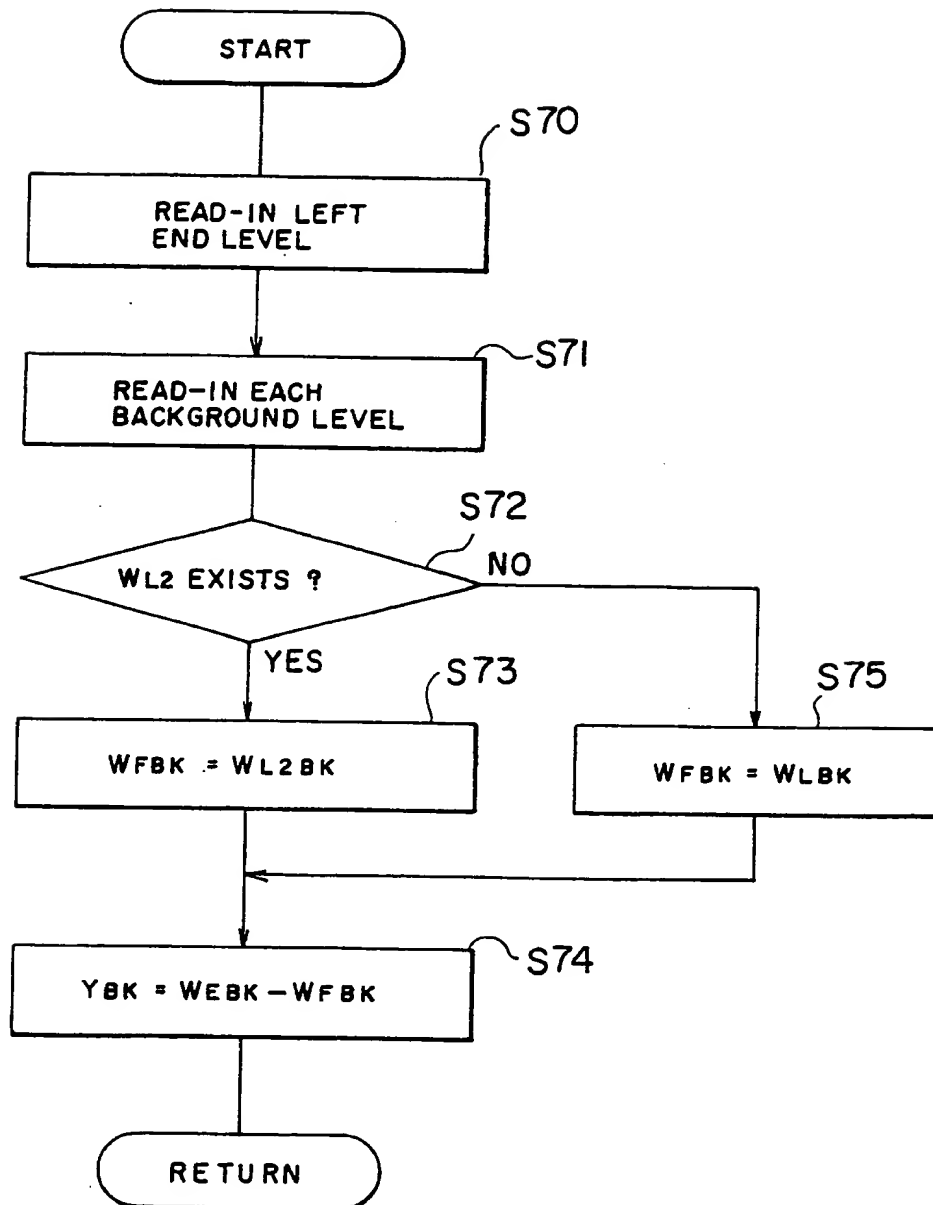 START
S70
READ-IN LEFT
END LEVEL
S71
READ-IN EACH
BACKGROUND LEVEL
S72
WL2 EXISTS ?
NO
YES
S73
S75
WFBK = WL2BK
WFBK = WLBK
S74
YBK = WEBK-WFBK
RETURN